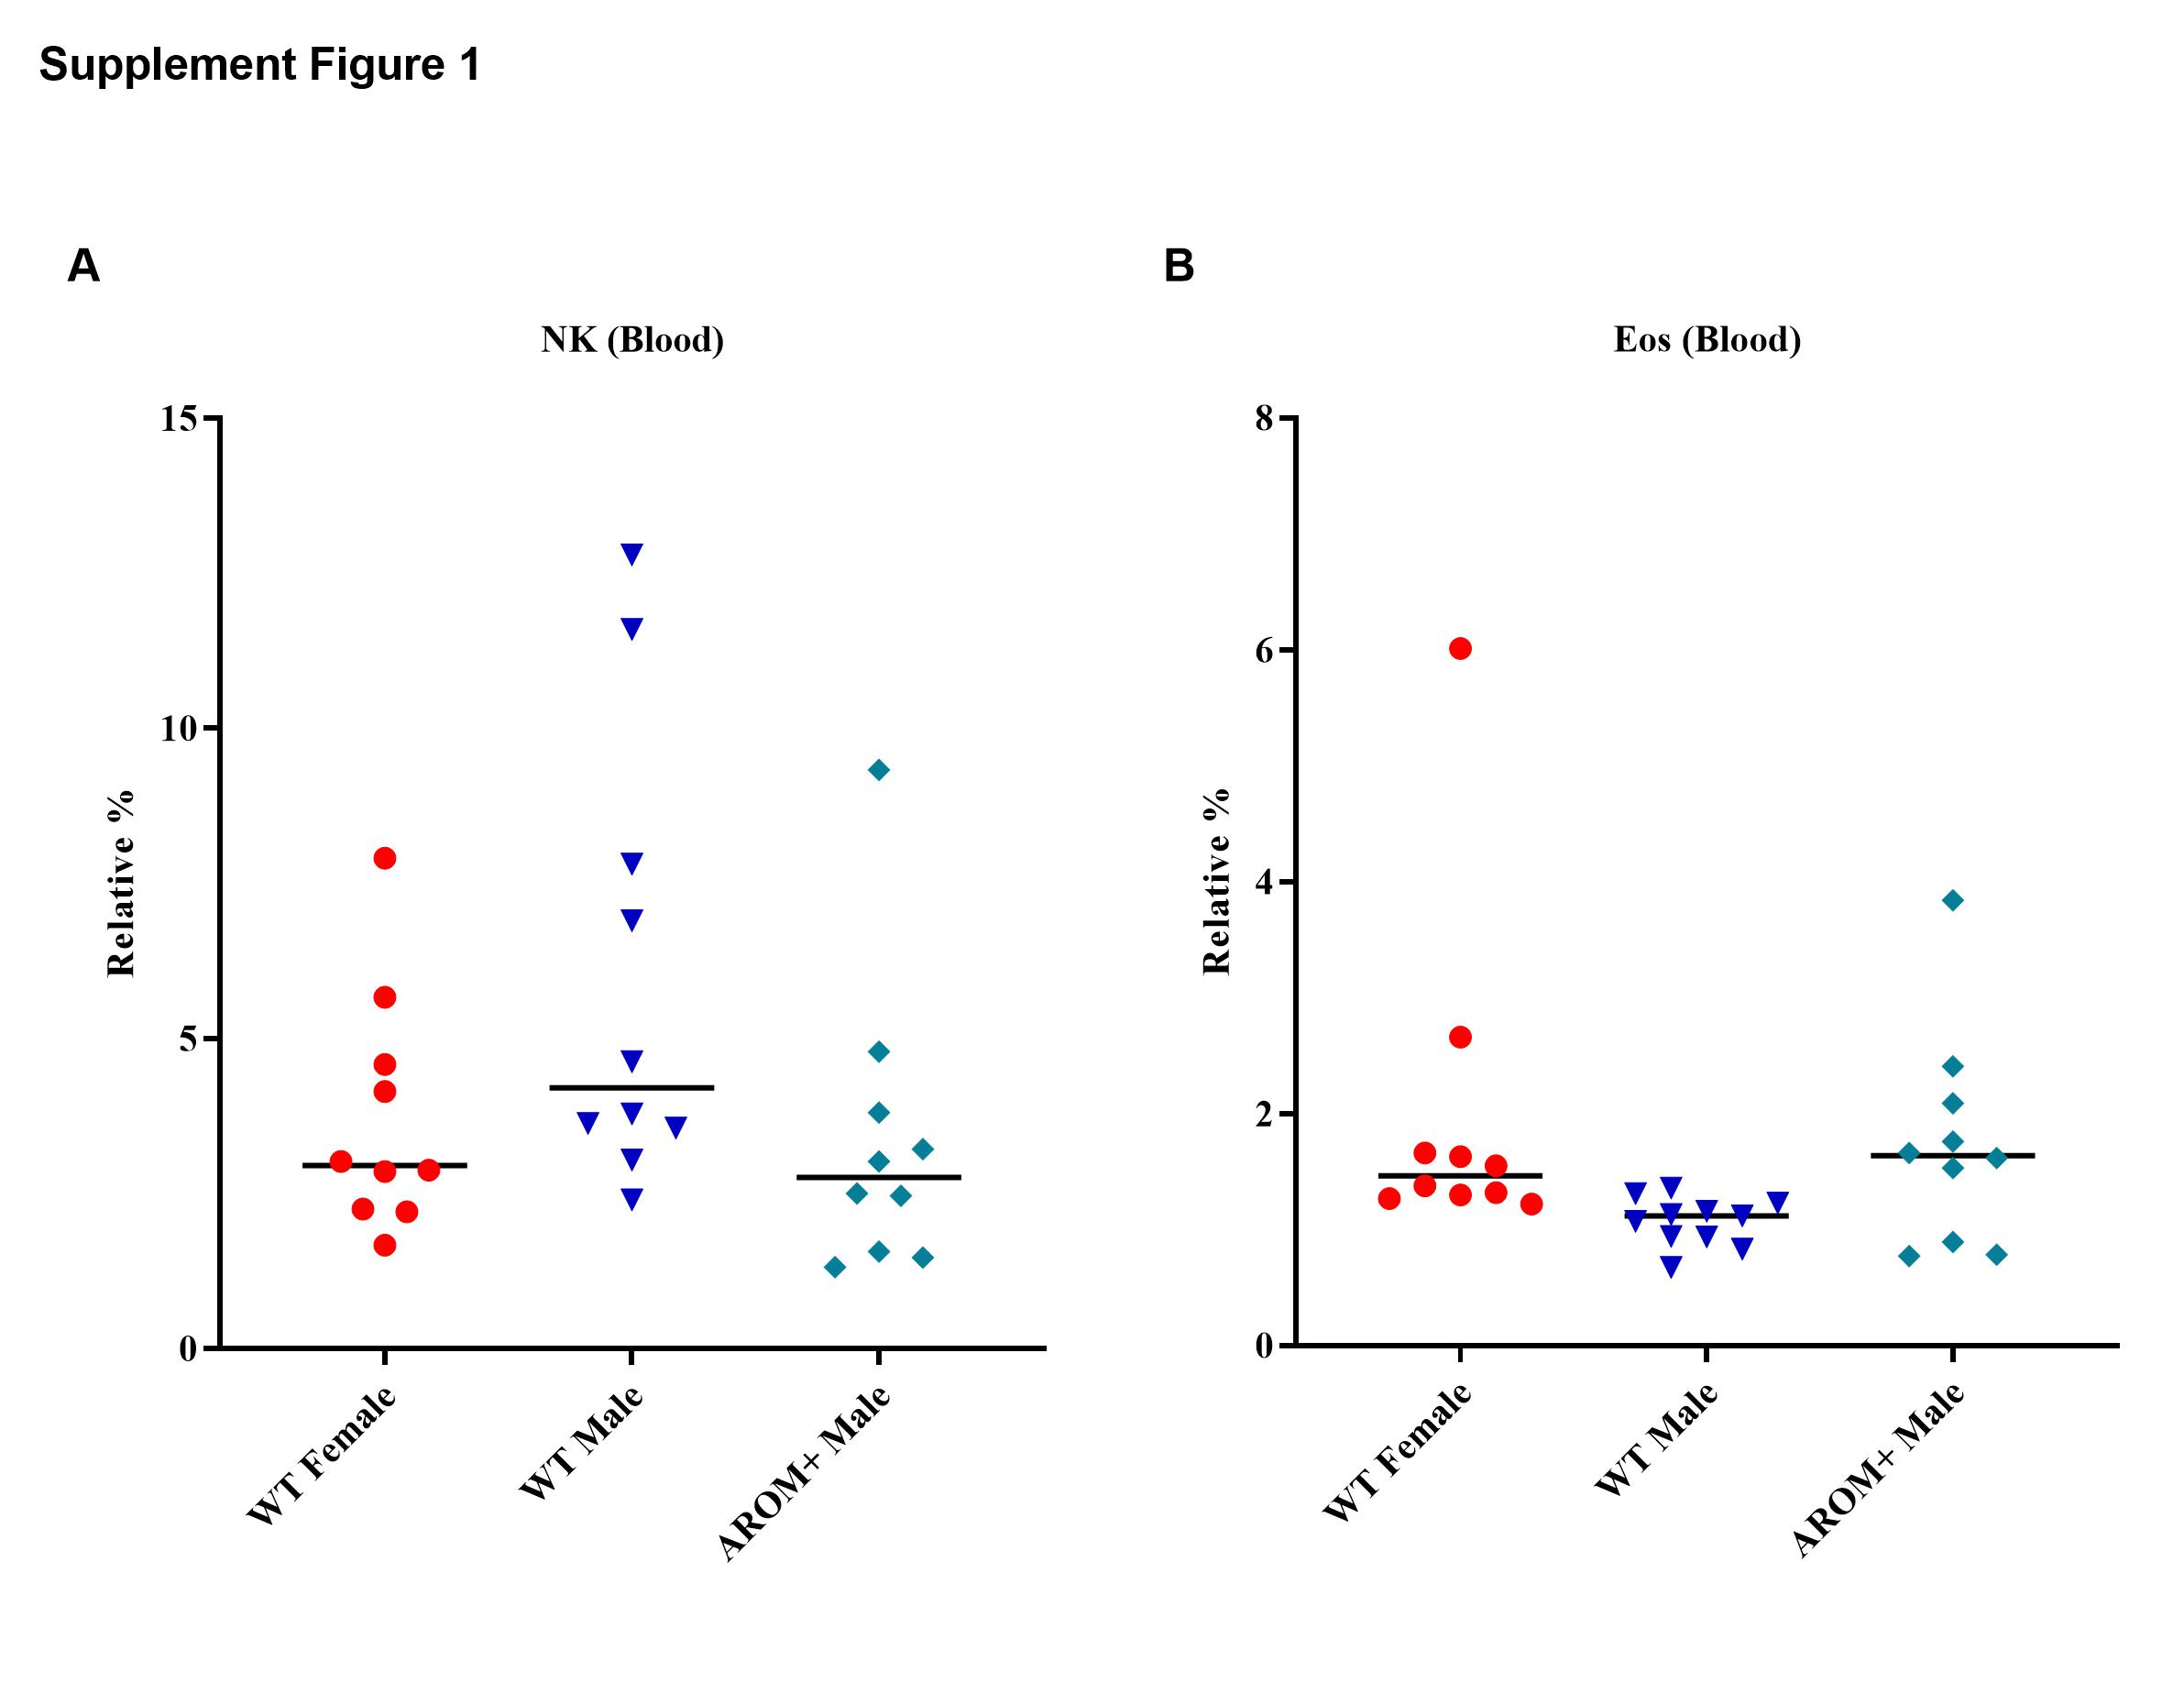 Supplement Figure 1
A
NK (Blood)
15
10
5
0
Relative %
WT Female
WT Male
AROM+ Male
B
Eos (Blood)
8
6
4
2
0
Relative %
WT Female
WT Male
AROM+ Male